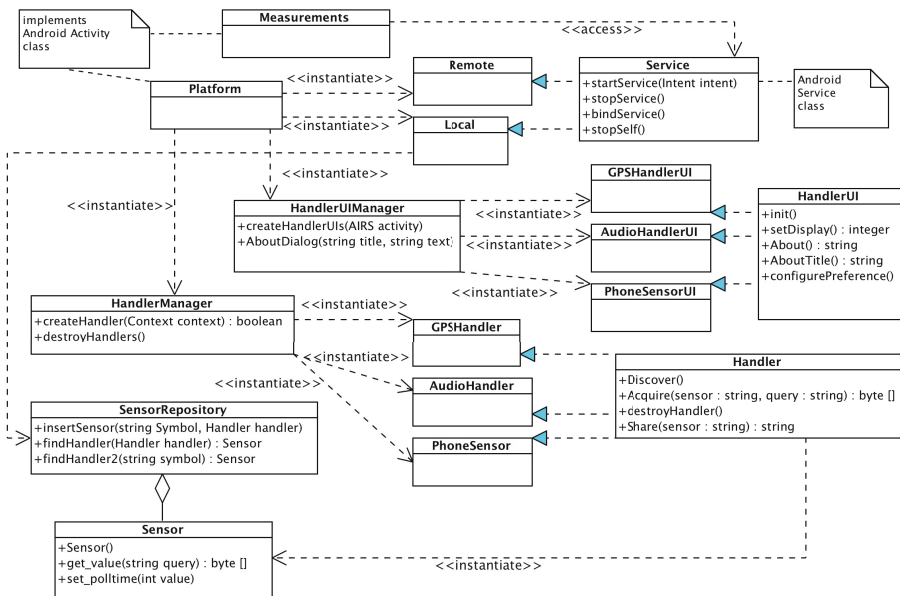 implements
Android Activity
class
Measurements
<<access>>
Platform
<<instantiate>>
<<instantiate>>
Remote
Local
Service
+startService(Intent intent)
+stopService()
+bindService()
+stopSelf()
Android
Service
class
<<instantiate>>
<<instantiate>>
HandlerUIManager
+createHandlerUIs(AIRS activity)
+AboutDialog(string title, string text)
<<instantiate>>
<<instantiate>>
<<instantiate>>
GPSHandlerUI
AudioHandlerUI
PhoneSensorUI
HandlerUI
+init()
+setDisplay() : integer
+About() : string
+AboutTitle() : string
+configurePreference()
HandlerManager
+createHandler(Context context) : boolean
+destroyHandlers()
<<instantiate>>
<<instantiate>>
<<instantiate>>
GPSHandler
AudioHandler
PhoneSensor
Handler
+Discover()
+Acquire(sensor : string, query : string) : byte []
+destroyHandler()
+Share(sensor : string) : string
SensorRepository
+insertSensor(string Symbol, Handler handler)
+findHandler(Handler handler) : Sensor
+findHandler2(string symbol) : Sensor
Sensor
+Sensor()
+get_value(string query) : byte []
+set_polltime(int value)
<<instantiate>>